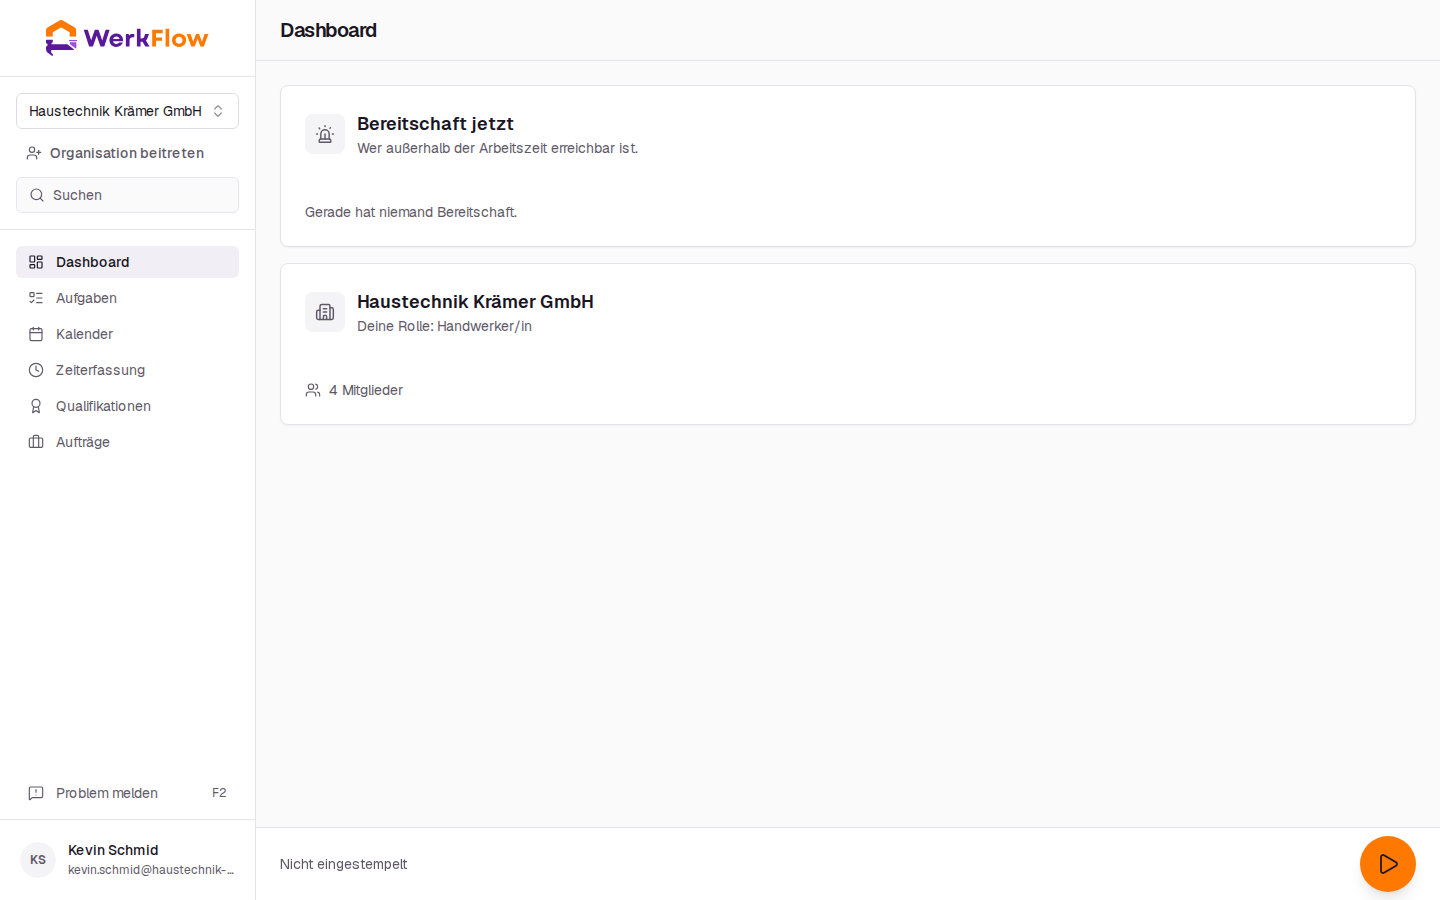 WerkFlow
Haustechnik Krämer GmbH
Organisation beitreten
Suchen
Dashboard
Aufgaben
Kalender
Zeiterfassung
Qualifikationen
Aufträge
Problem melden F2
KS
Kevin Schmid
kevin.schmid@haustechnik-...
Dashboard
Bereitschaft jetzt
Wer außerhalb der Arbeitszeit erreichbar ist.
Gerade hat niemand Bereitschaft.
Haustechnik Krämer GmbH
Deine Rolle: Handwerker/in
4 Mitglieder
Nicht eingestempelt